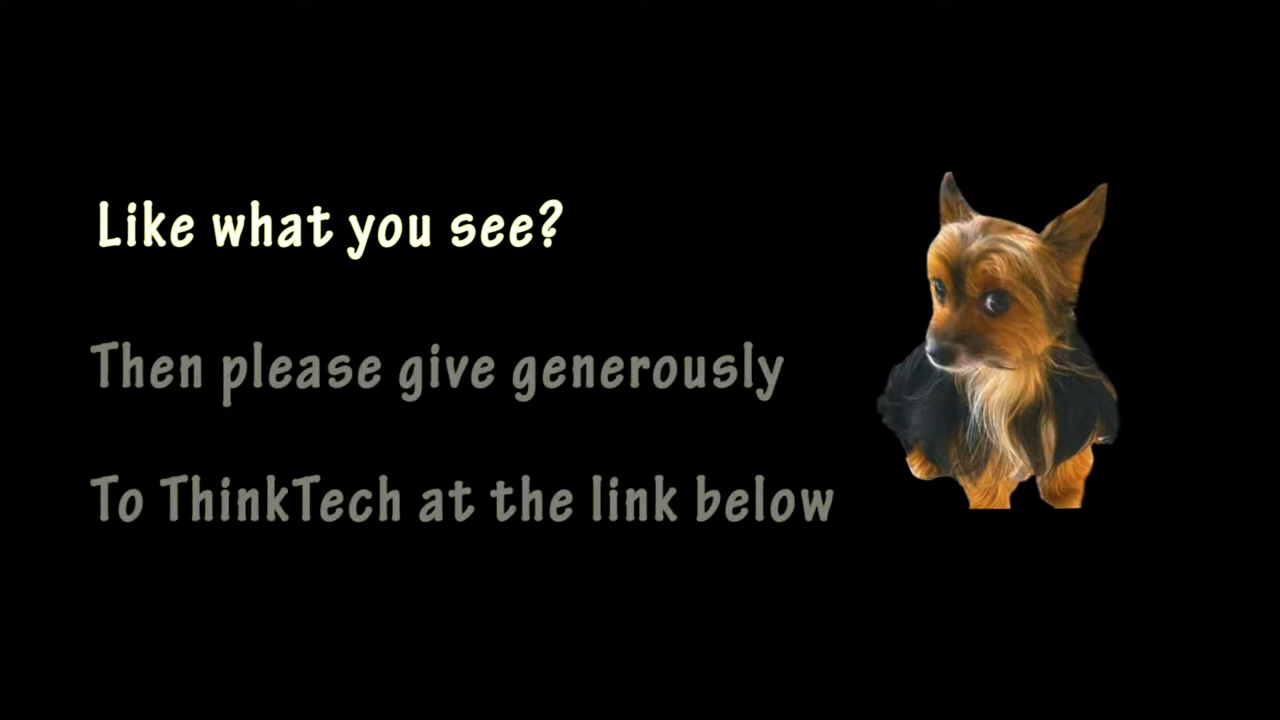 Like what you see?
Then please give generously
To ThinkTech at the link below